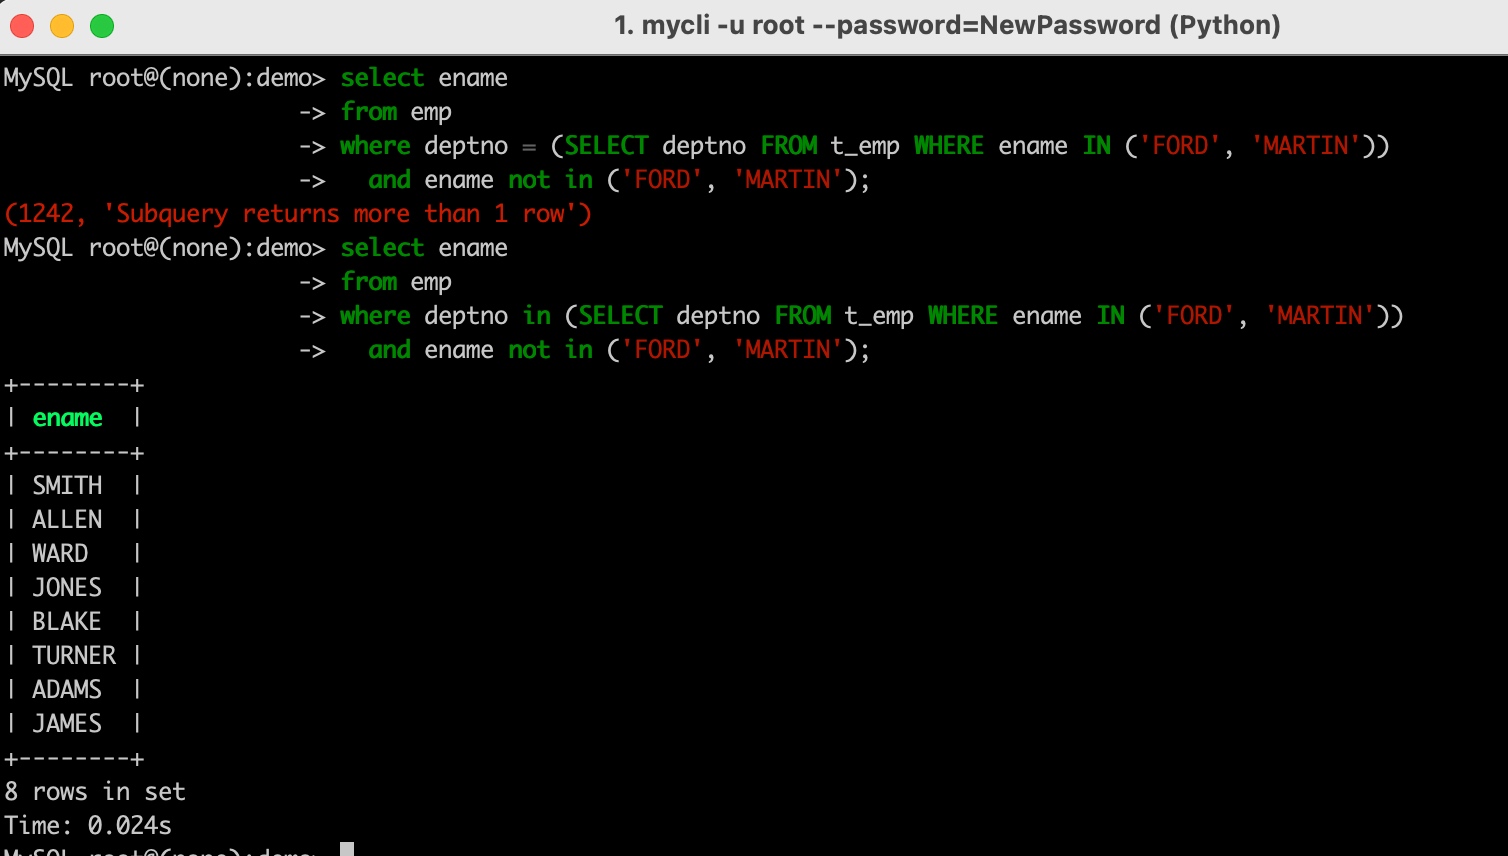 1. mycli -u root --password=NewPassword (Python)
MySQL root@(none):demo> select ename
-> from emp
-> where deptno = (SELECT deptno FROM t_emp WHERE ename IN ('FORD', 'MARTIN'))
-> and ename not in ('FORD', 'MARTIN');
(1242, 'Subquery returns more than 1 row')
MySQL root@(none):demo> select ename
-> from emp
-> where deptno in (SELECT deptno FROM t_emp WHERE ename IN ('FORD', 'MARTIN'))
-> and ename not in ('FORD', 'MARTIN');
+--------+
| ename |
+--------+
| SMITH |
| ALLEN |
| WARD |
| JONES |
| BLAKE |
| TURNER |
| ADAMS |
| JAMES |
+--------+
8 rows in set
Time: 0.024s
MySQL root@(none):demo>